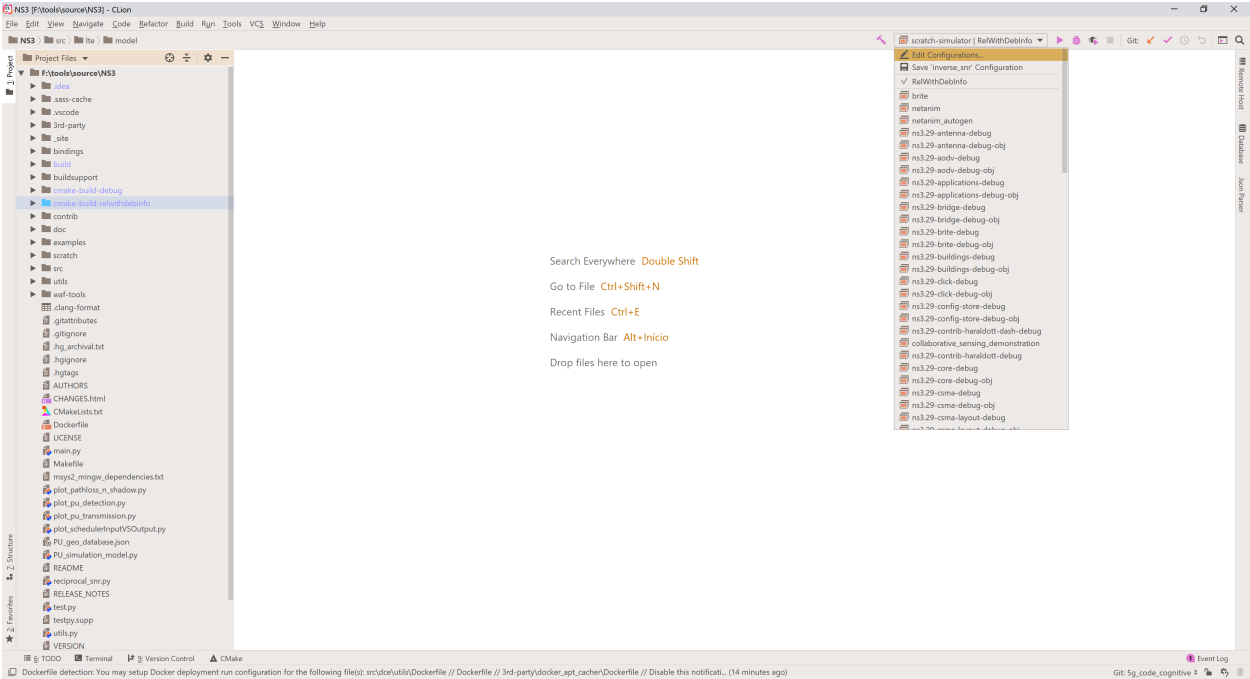 NS3 [F:\tools\source\NS3] - CLion
File Edit View Navigate Code Refactor Build Run Tools VCS Window Help
NS3 src lte model
scratch-simulator | RelWithDebInfo
Git:
1: Project
Project Files
F:\tools\source\NS3
.idea
.sass-cache
.vscode
3rd-party
_site
bindings
build
buildsupport
cmake-build-debug
cmake-build-relwithdebinfo
contrib
doc
examples
scratch
src
utils
waf-tools
.clang-format
.gitattributes
.gitignore
.hg_archival.txt
.hgignore
.hgtags
AUTHORS
CHANGES.html
CMakeLists.txt
Dockerfile
LICENSE
main.py
Makefile
msys2_mingw_dependencies.txt
plot_pathloss_n_shadow.py
plot_pu_detection.py
plot_pu_transmission.py
plot_schedulerInputVSOutput.py
PU_geo_database.json
PU_simulation_model.py
README
reciprocal_snr.py
RELEASE_NOTES
test.py
testpy.supp
utils.py
VERSION
Z: Structure
2: Favorites
Search Everywhere Double Shift
Go to File Ctrl+Shift+N
Recent Files Ctrl+E
Navigation Bar Alt+Início
Drop files here to open
Edit Configurations...
Save 'inverse_snr' Configuration
RelWithDebInfo
brite
netanim
netanim_autogen
ns3.29-antenna-debug
ns3.29-antenna-debug-obj
ns3.29-aodv-debug
ns3.29-aodv-debug-obj
ns3.29-applications-debug
ns3.29-applications-debug-obj
ns3.29-bridge-debug
ns3.29-bridge-debug-obj
ns3.29-brite-debug
ns3.29-brite-debug-obj
ns3.29-buildings-debug
ns3.29-buildings-debug-obj
ns3.29-click-debug
ns3.29-click-debug-obj
ns3.29-config-store-debug
ns3.29-config-store-debug-obj
ns3.29-contrib-haraldott-dash-debug
collaborative_sensing_demonstration
ns3.29-contrib-haraldott-debug
ns3.29-core-debug
ns3.29-core-debug-obj
ns3.29-csma-debug
ns3.29-csma-debug-obj
ns3.29-csma-layout-debug
ns3.29-csma-layout-debug-obj
Remote Host
Database
Json Parser
6: TODO Terminal 9: Version Control CMake
1 Event Log
Dockerfile detection: You may setup Docker deployment run configuration for the following file(s): src\dce\utils\Dockerfile // Dockerfile // 3rd-party\docker_apt_cacher\Dockerfile // Disable this notificati... (14 minutes ago)
Git: 5g_code_cognitive